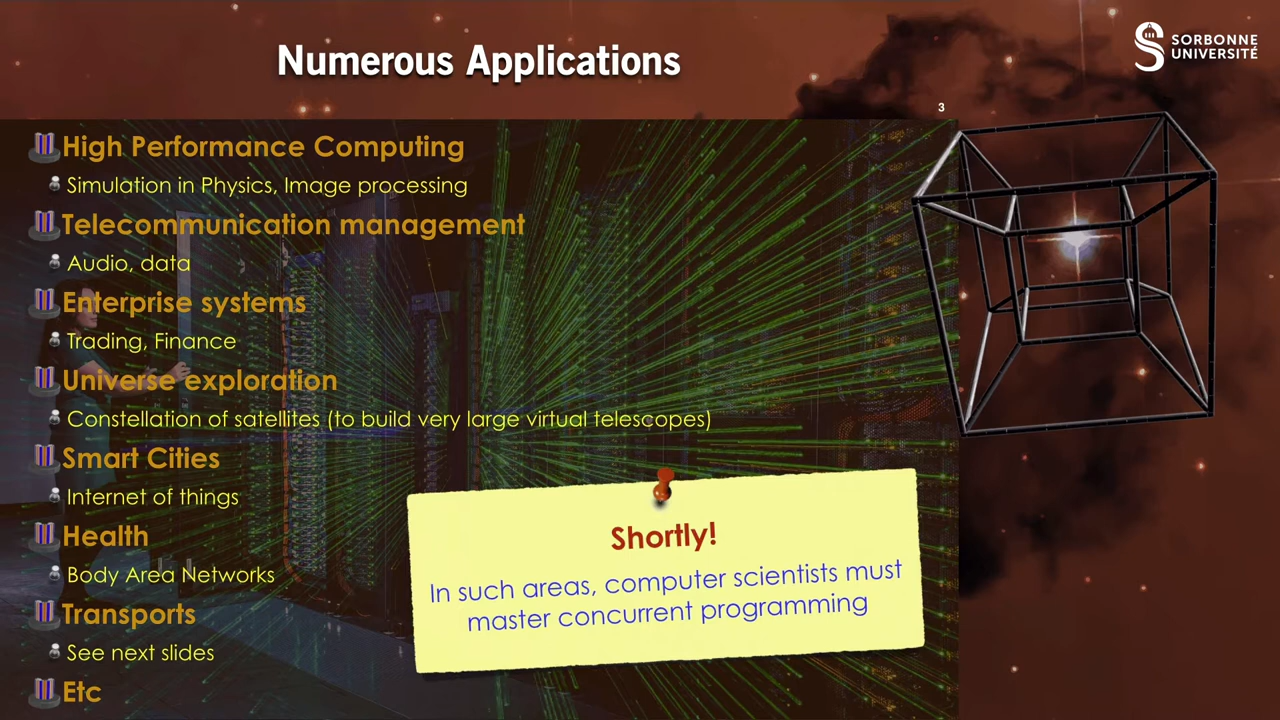 Numerous Applications
SORBONNE
UNIVERSITÉ
3
High Performance Computing
Simulation in Physics, Image processing
Telecommunication management
Audio, data
Enterprise systems
Trading, Finance
Universe exploration
Constellation of satellites (to build very large virtual telescopes)
Smart Cities
Internet of things
Health
Body Area Networks
Transports
See next slides
Etc
Shortly!
In such areas, computer scientists must
master concurrent programming